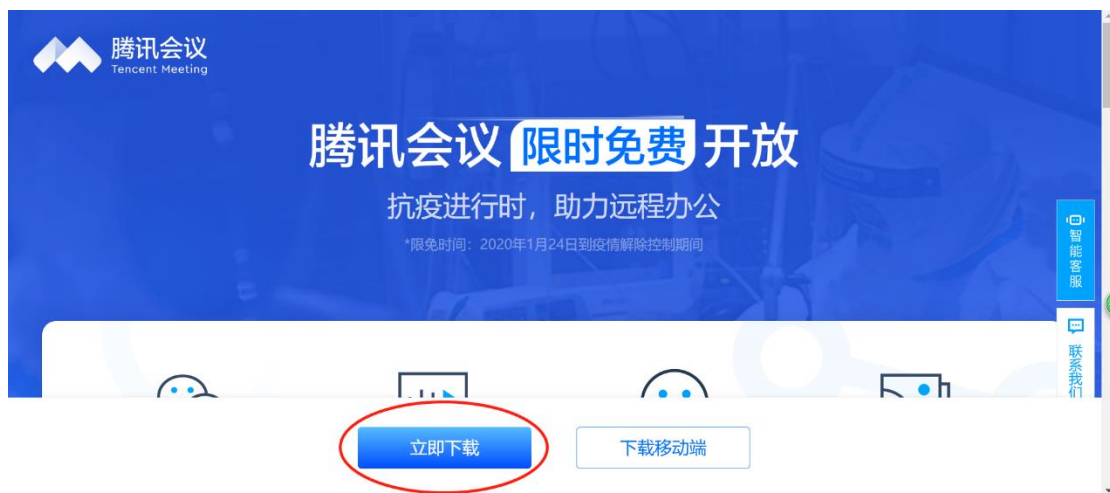 腾讯会议
Tencent Meeting
腾讯会议 限时免费 开放
抗疫进行时，助力远程办公
*限免时间：2020年1月24日到疫情解除控制期间
智能客服
联系我们
立即下载
下载移动端